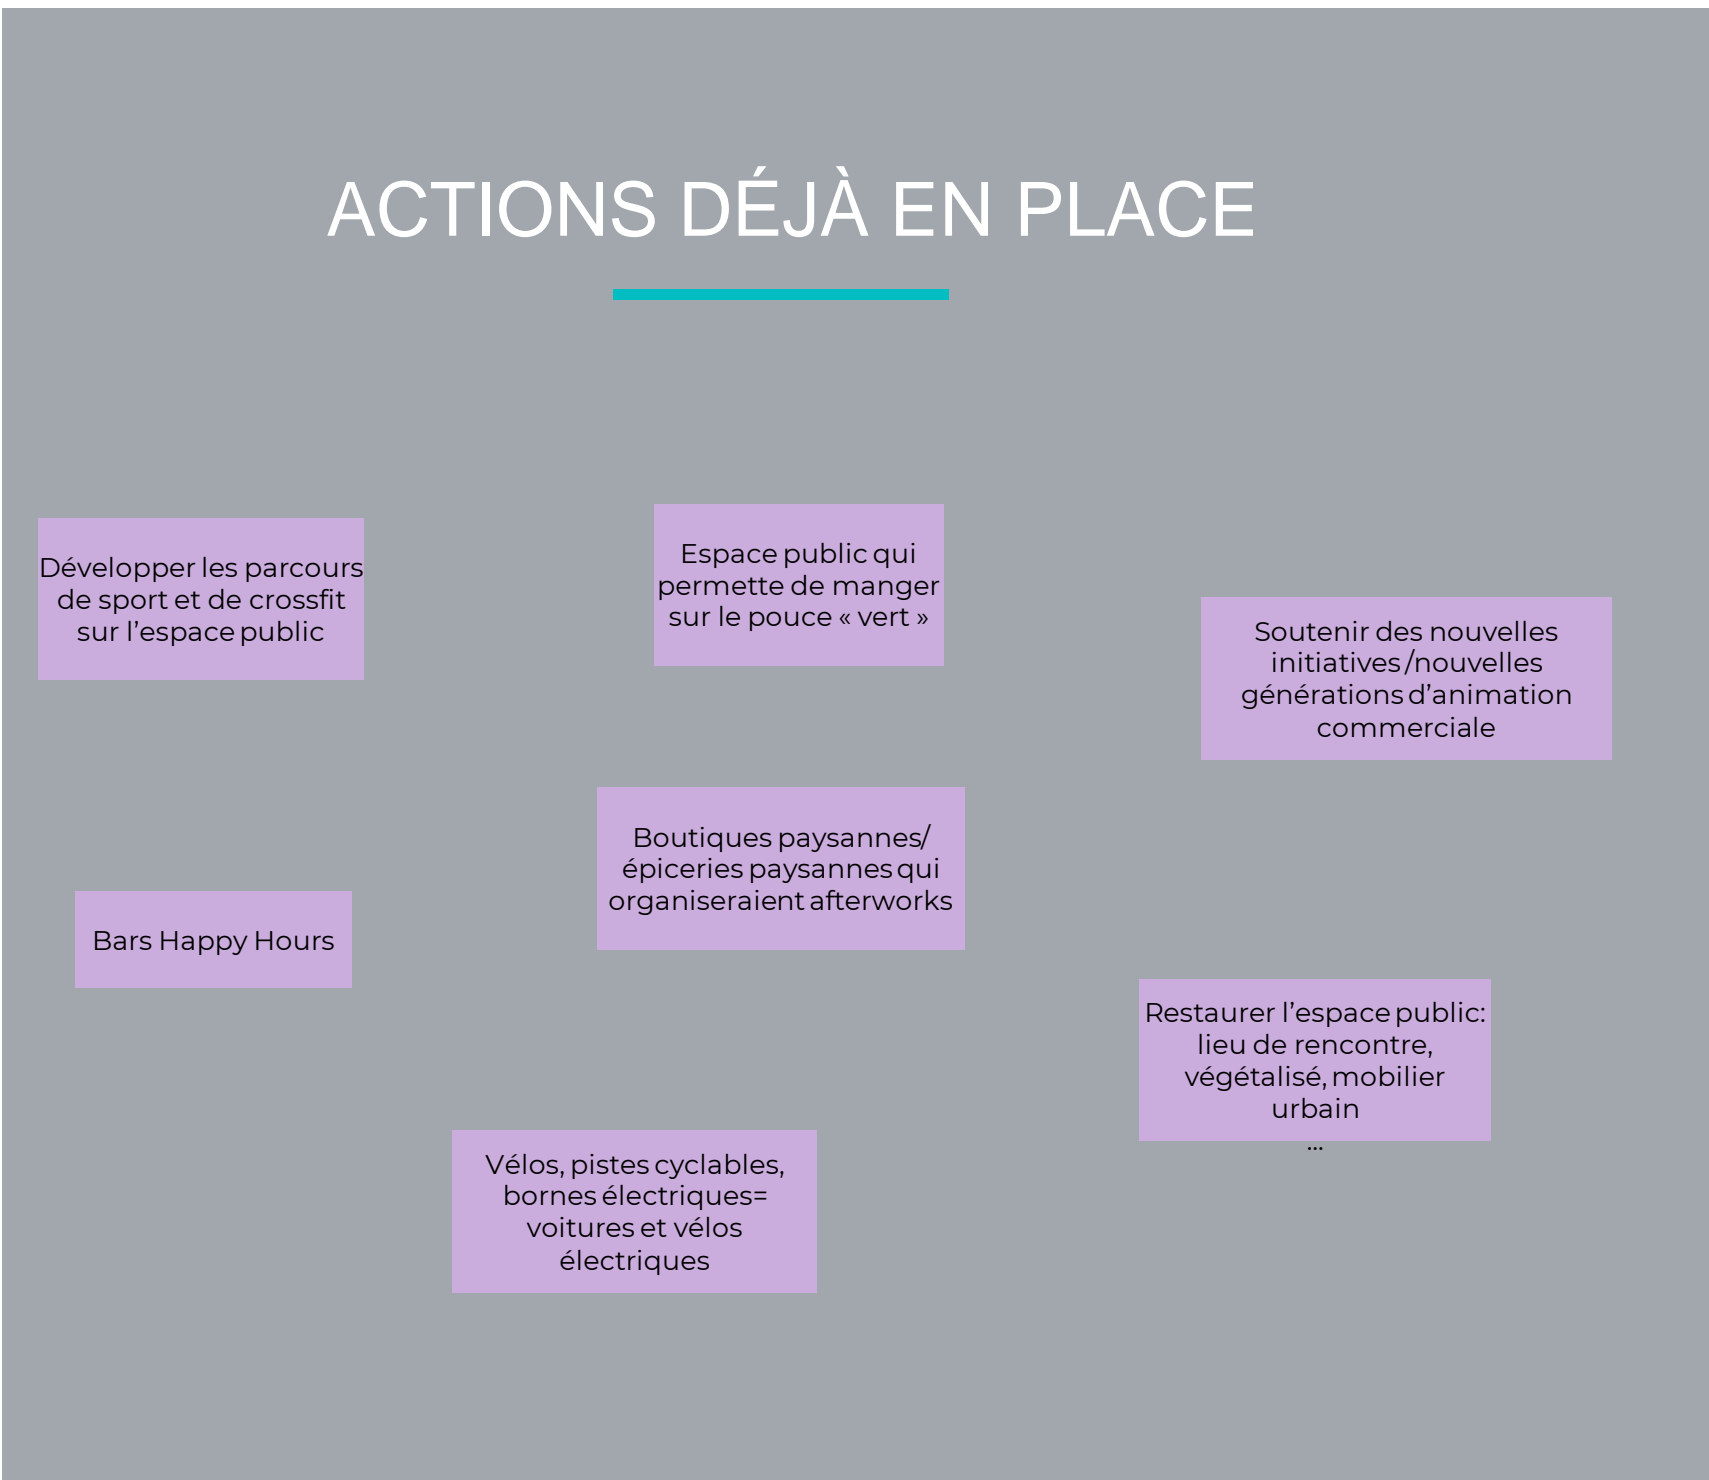 ACTIONS DÉJÀ EN PLACE
Développer les parcours
de sport et de crossfit
sur l’espace public
Espace public qui
permette de manger
sur le pouce « vert »
Soutenir des nouvelles
initiatives /nouvelles
générations d’animation
commerciale
Boutiques paysannes/
épiceries paysannes qui
organiseraient afterworks
Bars Happy Hours
Restaurer l’espace public:
lieu de rencontre,
végétalisé, mobilier
urbain
...
Vélos, pistes cyclables,
bornes électriques=
voitures et vélos
électriques